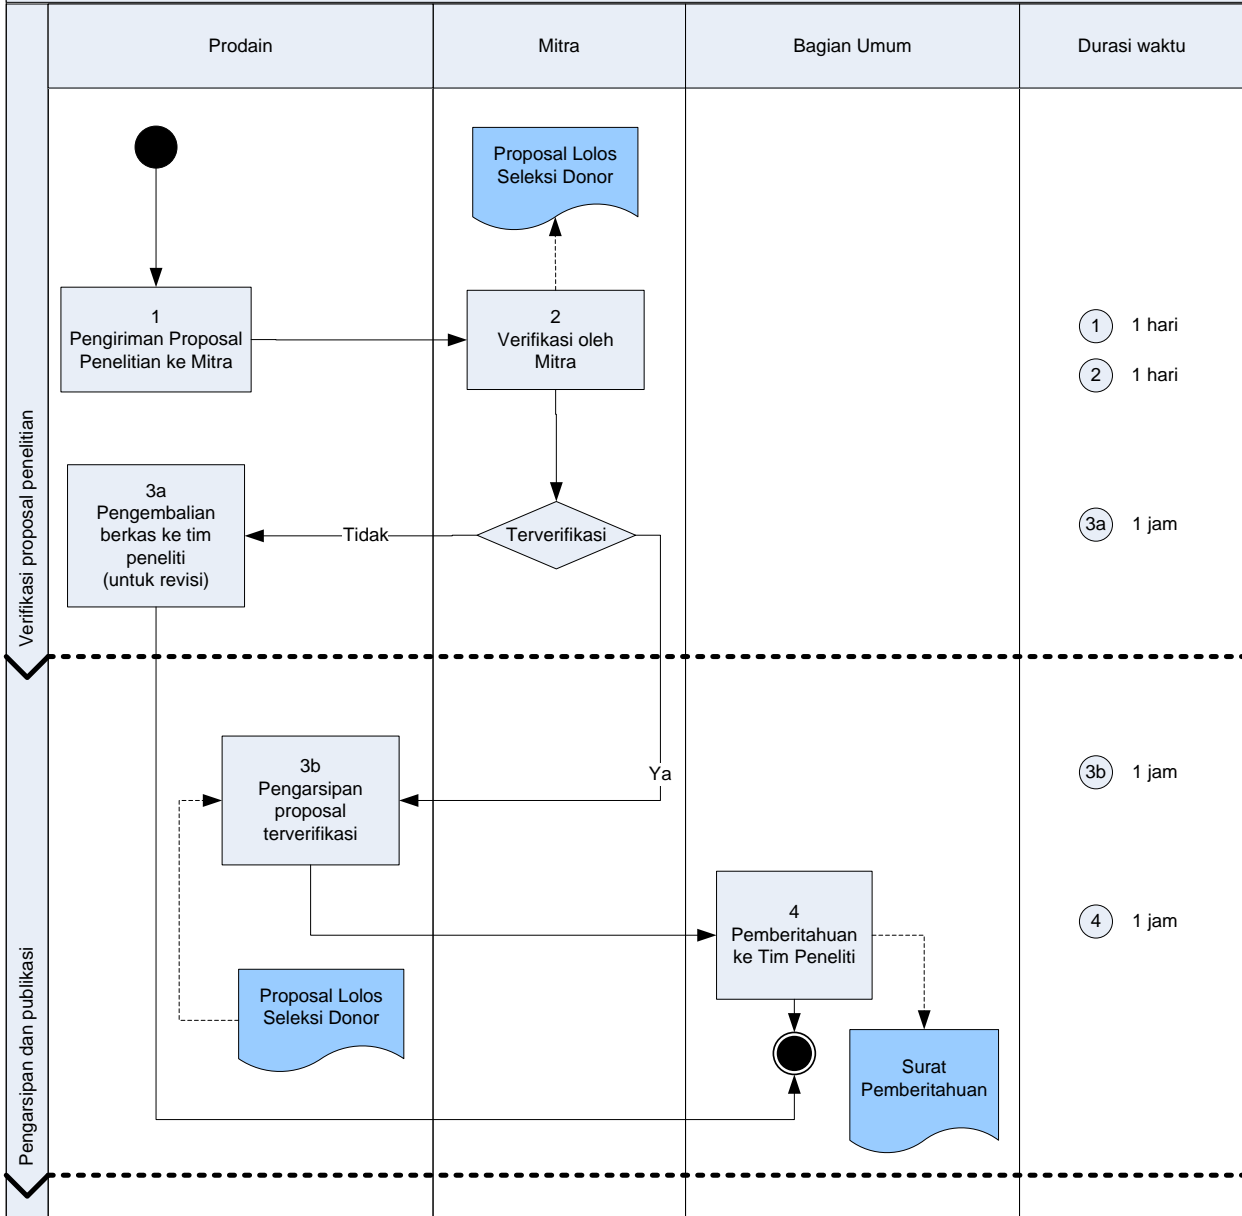 Prodain
Mitra
Bagian Umum
Durasi waktu
Verifikasi proposal penelitian
Proposal Lolos
Seleksi Donor
1
Pengiriman Proposal
Penelitian ke Mitra
2
Verifikasi oleh
Mitra
1 1 hari
2 1 hari
3a
Pengembalian
berkas ke tim
peneliti
(untuk revisi)
Tidak
Terverifikasi
3a 1 jam
Pengarsipan dan publikasi
3b
Pengarsipan
proposal
terverifikasi
Ya
3b 1 jam
4
Pemberitahuan
ke Tim Peneliti
4 1 jam
Proposal Lolos
Seleksi Donor
Surat
Pemberitahuan